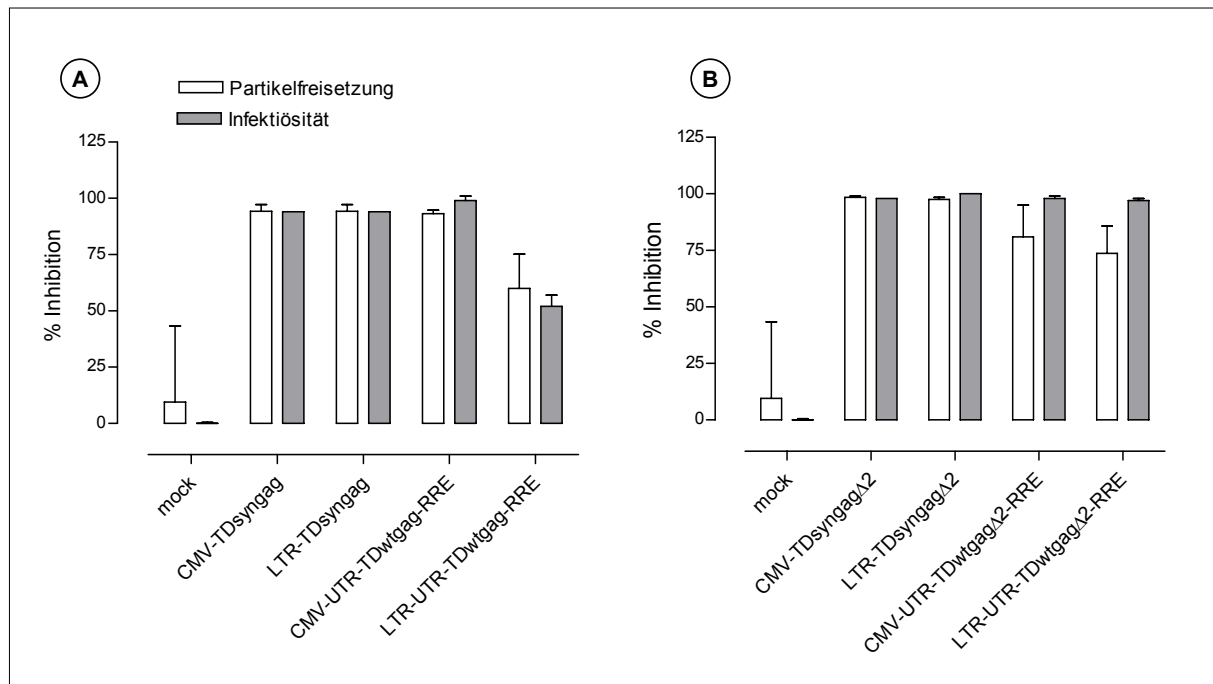 A
Partikelfreisetzung
Infektiösität
% Inhibition
125
100
75
50
25
0
mock
CMV-TDsyngag
LTR-TDsyngag
CMV-UTR-TDwtgag-RRE
LTR-UTR-TDwtgag-RRE
B
% Inhibition
125
100
75
50
25
0
mock
CMV-TDsyngagΔ2
LTR-TDsyngagΔ2
CMV-UTR-TDwtgagΔ2-RRE
LTR-UTR-TDwtgagΔ2-RRE